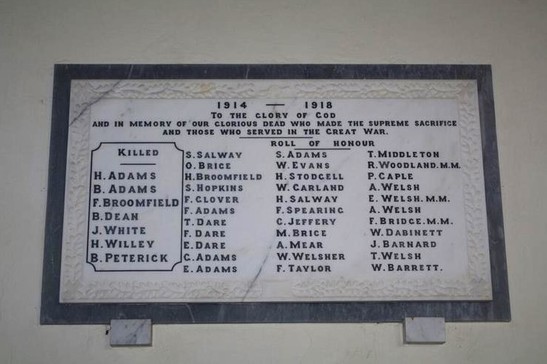 1914 — 1918
TO THE GLORY OF GOD
AND IN MEMORY OF OUR GLORIOUS DEAD WHO MADE THE SUPREME SACRIFICE
AND THOSE WHO SERVED IN THE GREAT WAR.
ROLL OF HONOUR
KILLED
H. ADAMS
B. ADAMS
F. BROOMFIELD
B. DEAN
J. WHITE
H. WILLEY
B. PETERICK
S. SALWAY
O. BRICE
H. BROOMFIELD
S. HOPKINS
F. CLOVER
F. ADAMS
T. DARE
F. DARE
E. DARE
C. ADAMS
E. ADAMS
S. ADAMS
W. EVANS
H. STODGELL
W. GARLAND
H. SALWAY
F. SPEARING
C. JEFFERY
M. BRICE
A. MEAR
W. WELSHER
F. TAYLOR
T. MIDDLETON
R. WOODLAND. M.M.
P. CAPLE
A. WELSH
E. WELSH. M.M.
A. WELSH
F. BRIDGE. M.M.
W. DABINETT
J. BARNARD
T. WELSH
W. BARRETT.